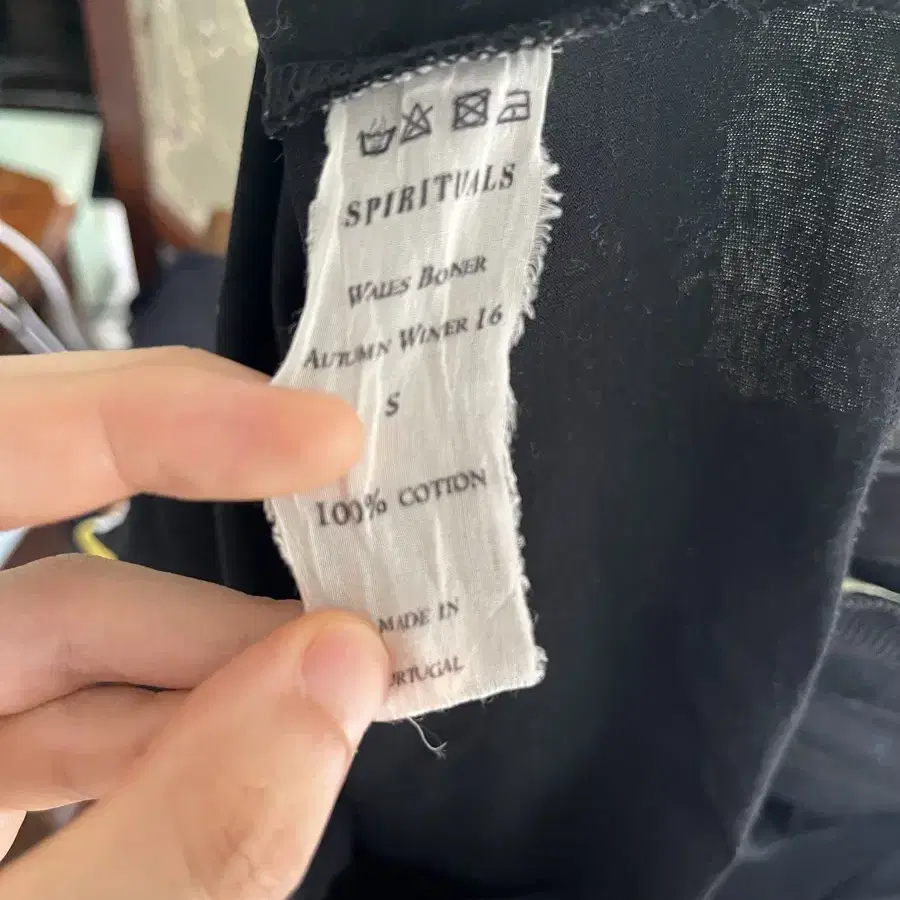 SPIRITUALS
WALES BONER
AUTUMN WINER 16
S
100% COTTON
MADE IN